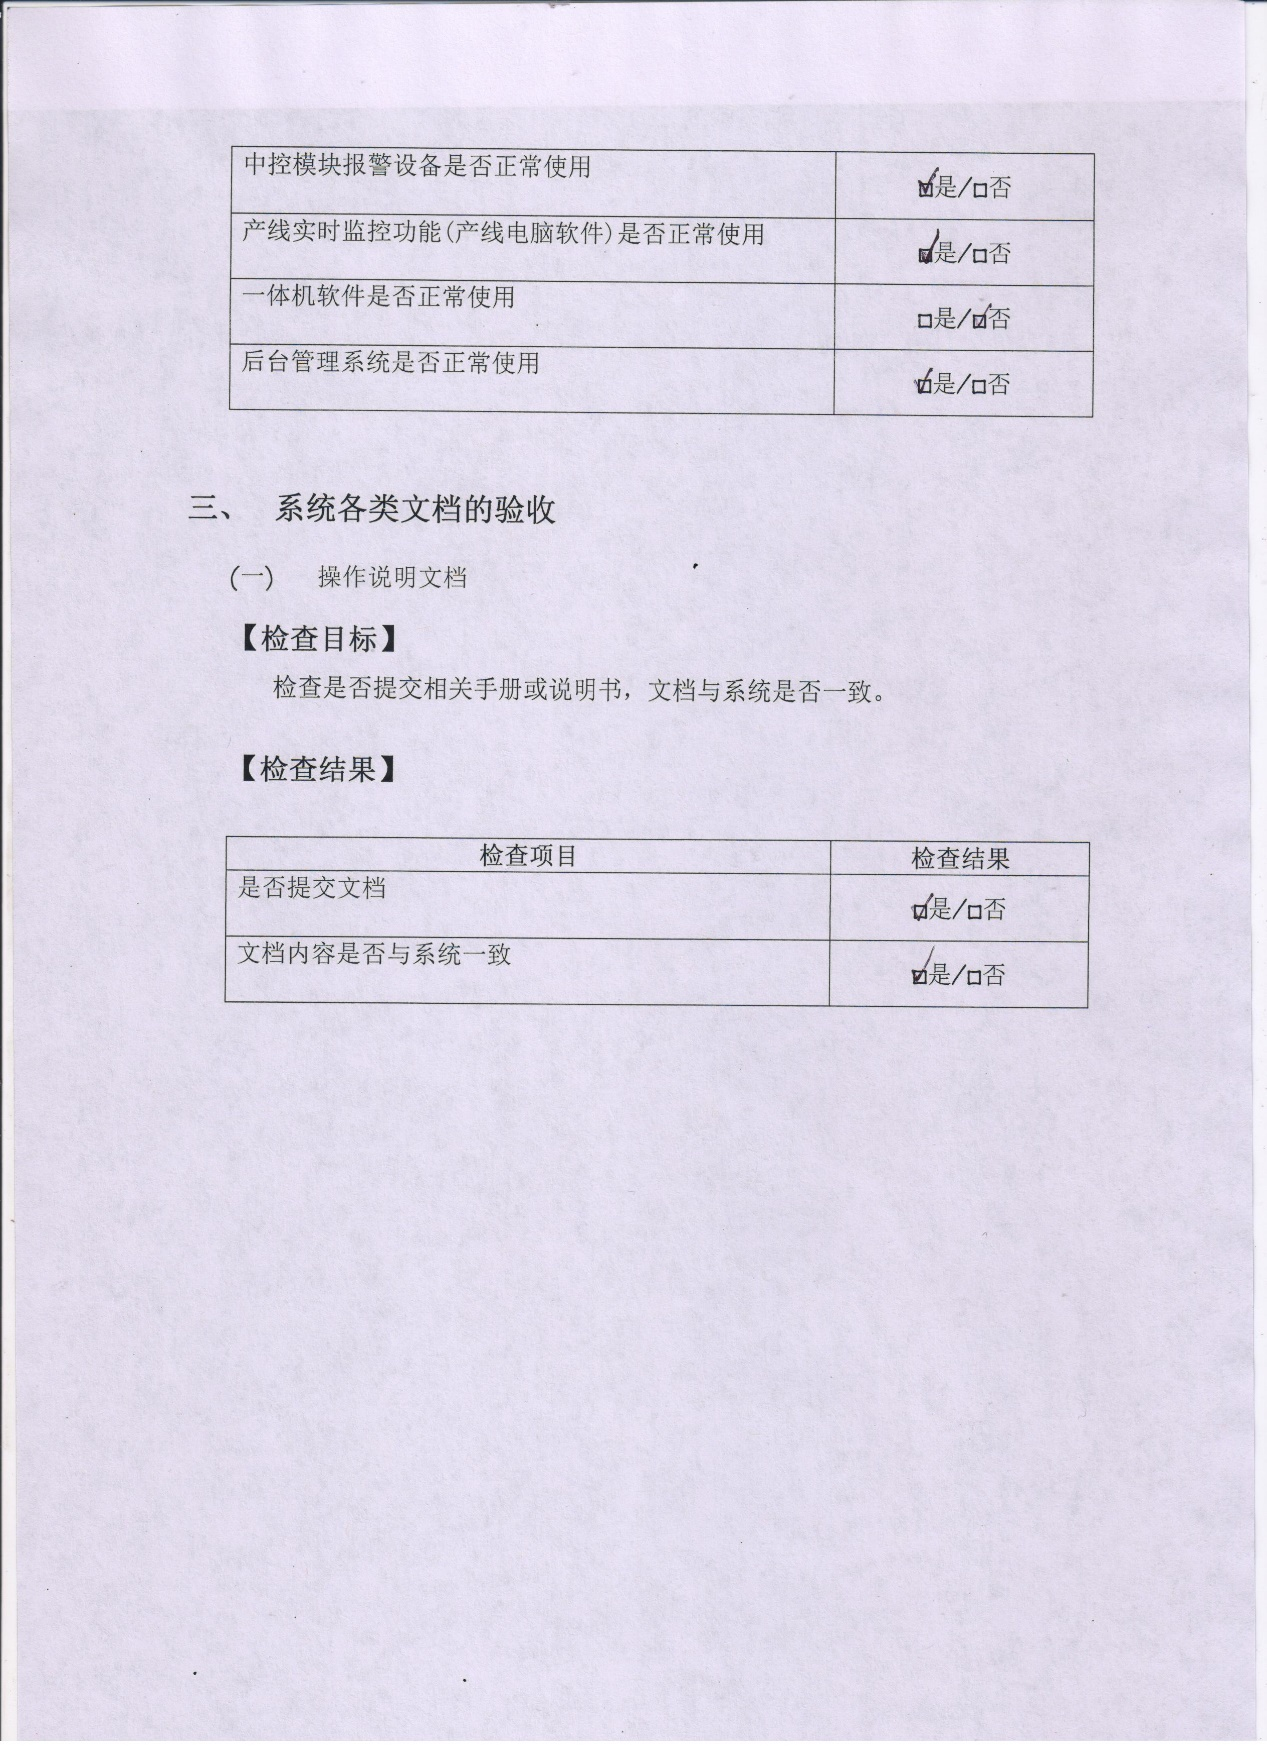 中控模块报警设备是否正常使用
☑是/□否
产线实时监控功能(产线电脑软件)是否正常使用
☑是/□否
一体机软件是否正常使用
□是/☑否
后台管理系统是否正常使用
☑是/□否
三、 系统各类文档的验收
(一) 操作说明文档
【检查目标】
检查是否提交相关手册或说明书，文档与系统是否一致。
【检查结果】
检查项目 检查结果
是否提交文档
☑是/□否
文档内容是否与系统一致
☑是/□否